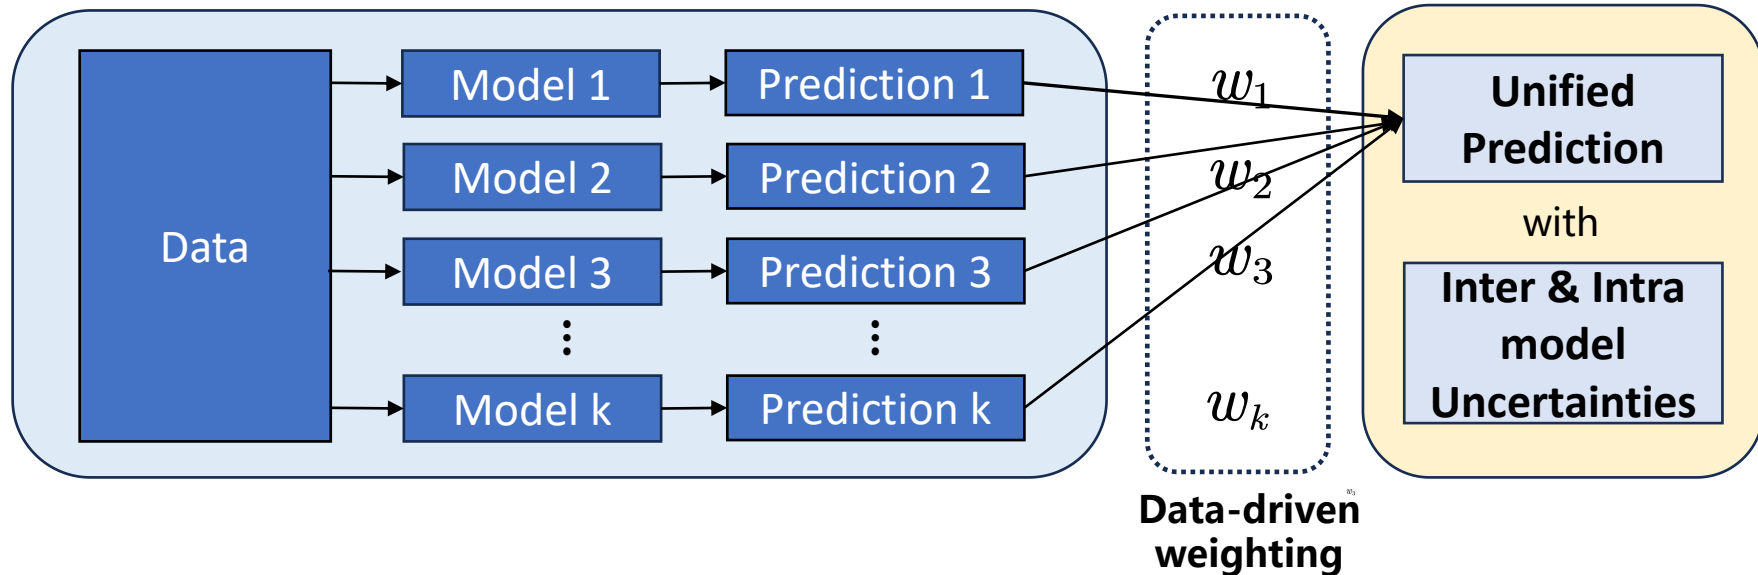 Data
Model 1
Prediction 1
Model 2
Prediction 2
Model 3
Prediction 3
⋮ ⋮
Model k
Prediction k
w₁
w₂
w₃
wₖ
w₃
Data-driven
weighting
Unified
Prediction
with
Inter & Intra
model
Uncertainties